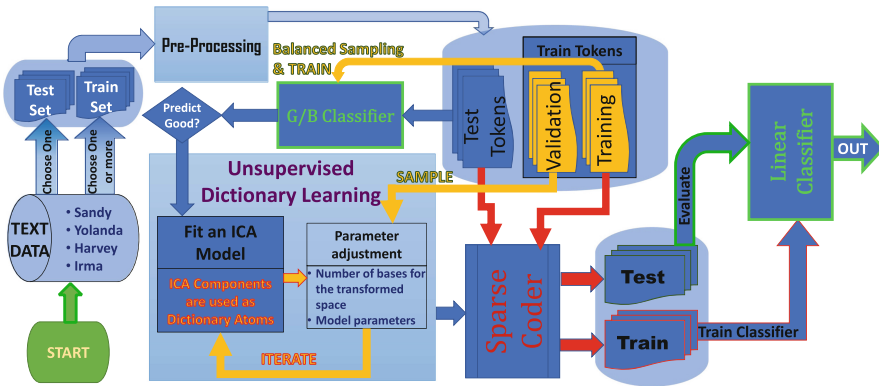 Pre-Processing
Balanced Sampling
& TRAIN
Train Tokens
Test
Set
Train
Set
Test
Tokens
Validation
Training
Predict
Good?
G/B Classifier
Linear
Classifier
OUT
Choose One
Choose One
or more
Unsupervised
Dictionary Learning
SAMPLE
Evaluate
TEXT
DATA
• Sandy
• Yolanda
• Harvey
• Irma
Fit an ICA
Model
ICA Components
are used as
Dictionary Atoms
Parameter
adjustment
• Number of bases for
the transformed
space
• Model parameters
Sparse
Coder
Test
Train
Train Classifier
START
ITERATE